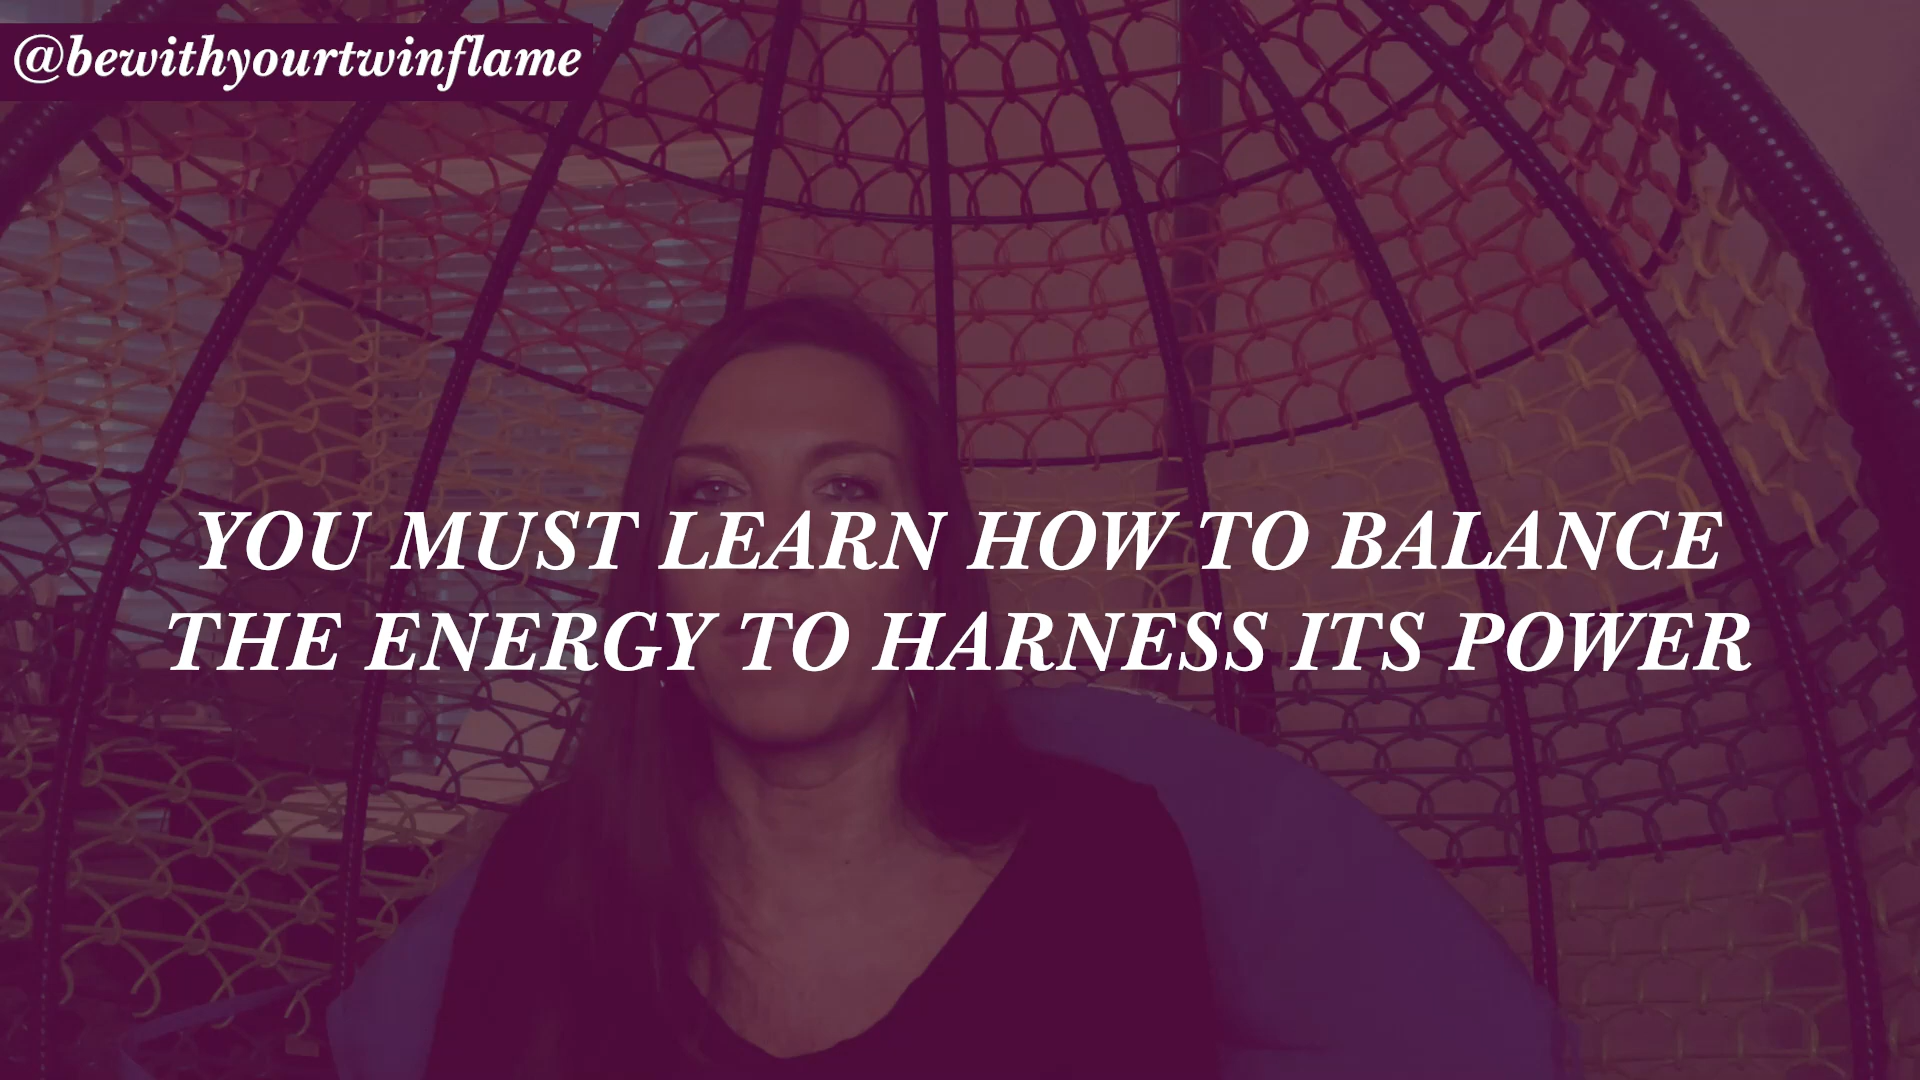 @bewithyourtwinflame
YOU MUST LEARN HOW TO BALANCE
THE ENERGY TO HARNESS ITS POWER